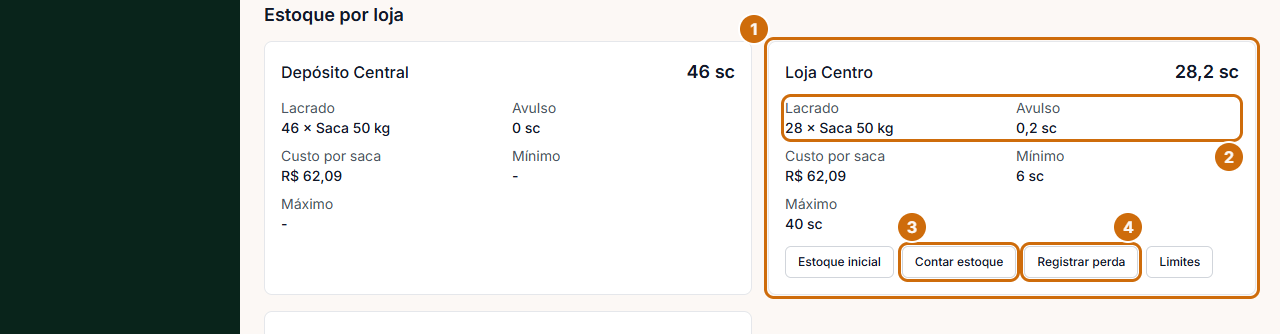 Estoque por loja
1
Depósito Central 46 sc
Lacrado Avulso
46 × Saca 50 kg 0 sc
Custo por saca Mínimo
R$ 62,09 -
Máximo
-
Loja Centro 28,2 sc
Lacrado Avulso
28 × Saca 50 kg 0,2 sc
2
Custo por saca Mínimo
R$ 62,09 6 sc
Máximo
40 sc
3 4
Estoque inicial Contar estoque Registrar perda Limites